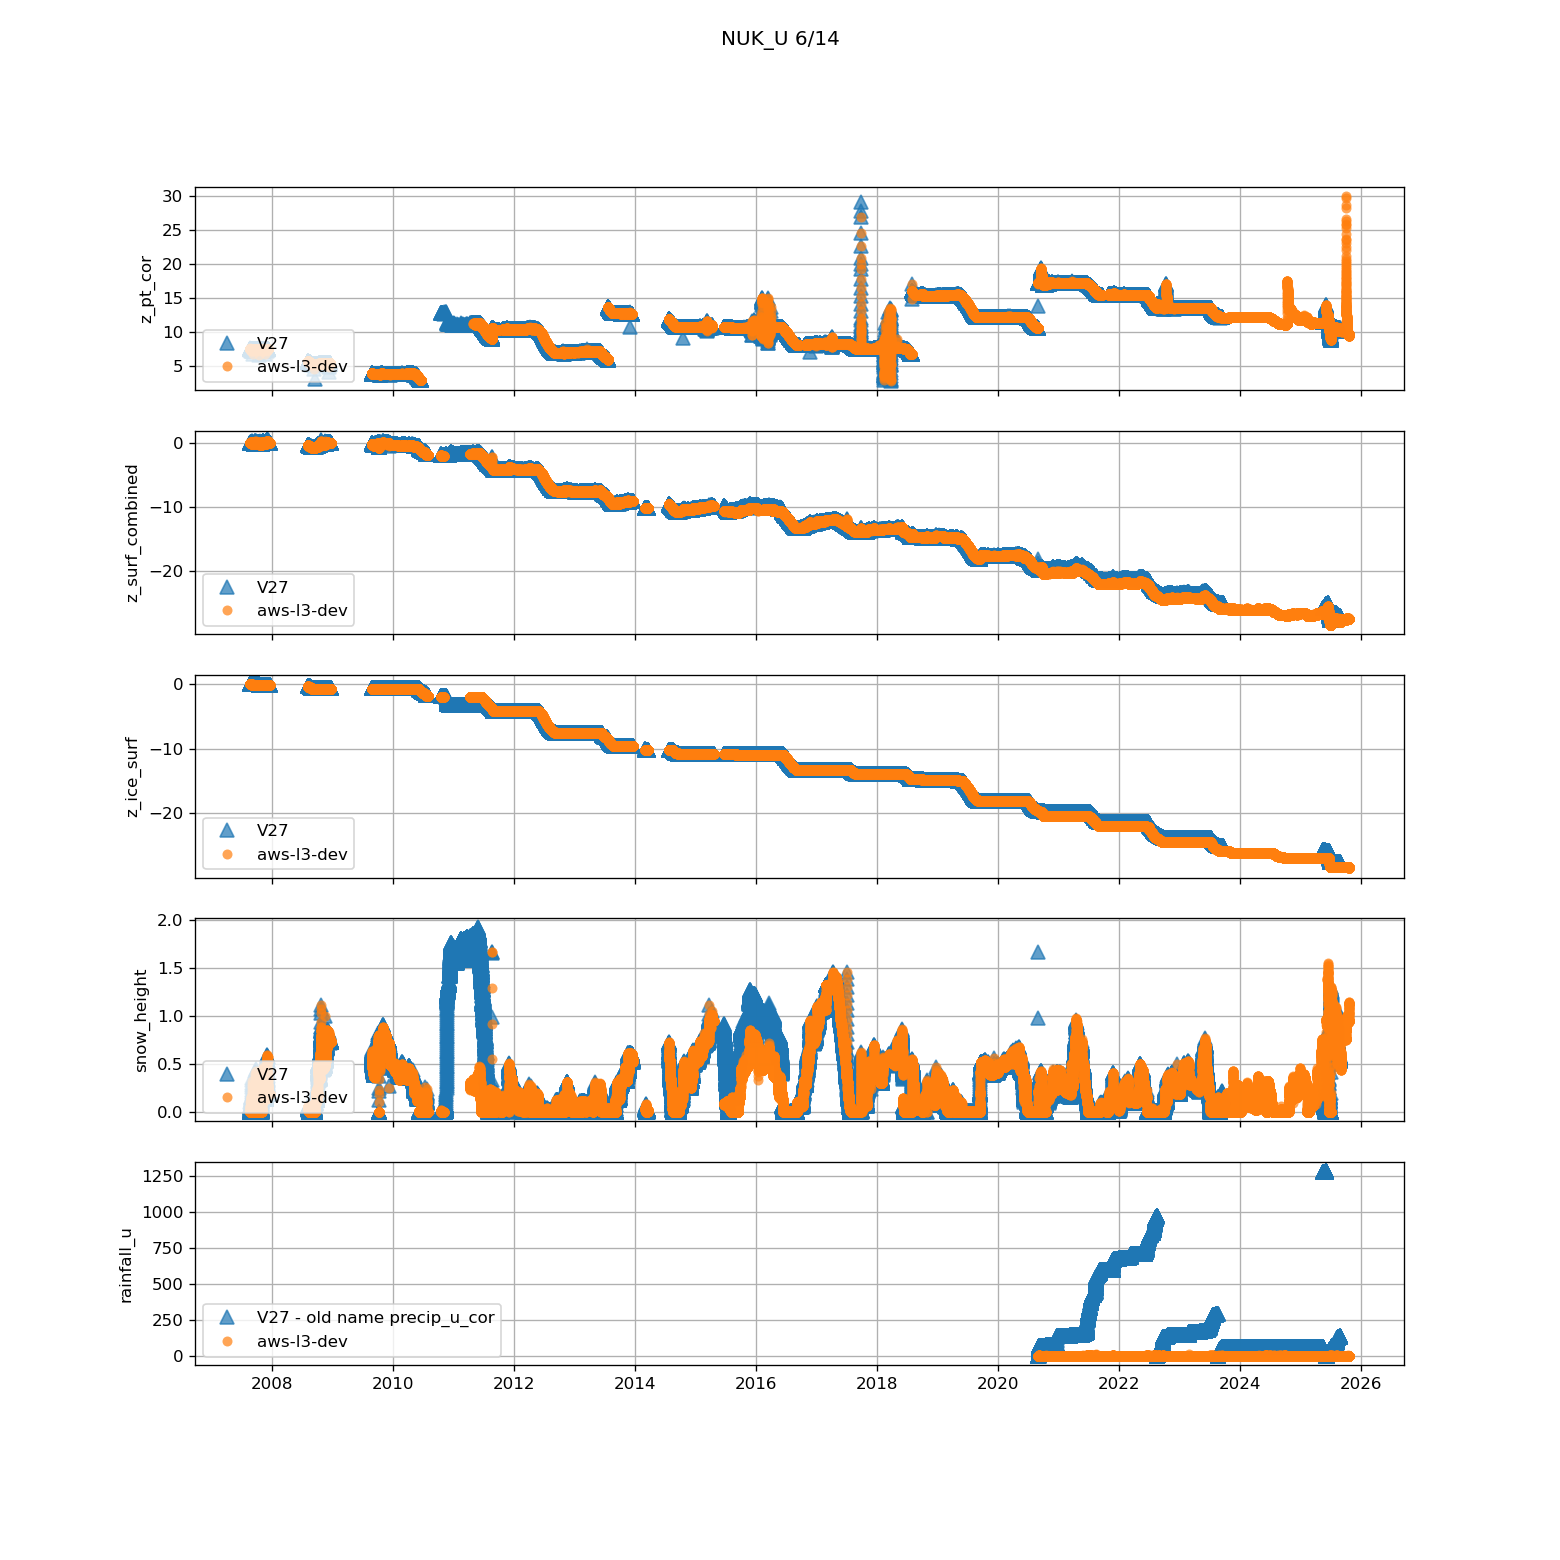 NUK_U 6/14
30
25
20
15
10
5
z_pt_cor
V27
aws-l3-dev
0
−10
−20
z_surf_combined
V27
aws-l3-dev
0
−10
−20
z_ice_surf
V27
aws-l3-dev
2.0
1.5
1.0
0.5
0.0
snow_height
V27
aws-l3-dev
1250
1000
750
500
250
0
rainfall_u
V27 - old name precip_u_cor
aws-l3-dev
2008 2010 2012 2014 2016 2018 2020 2022 2024 2026